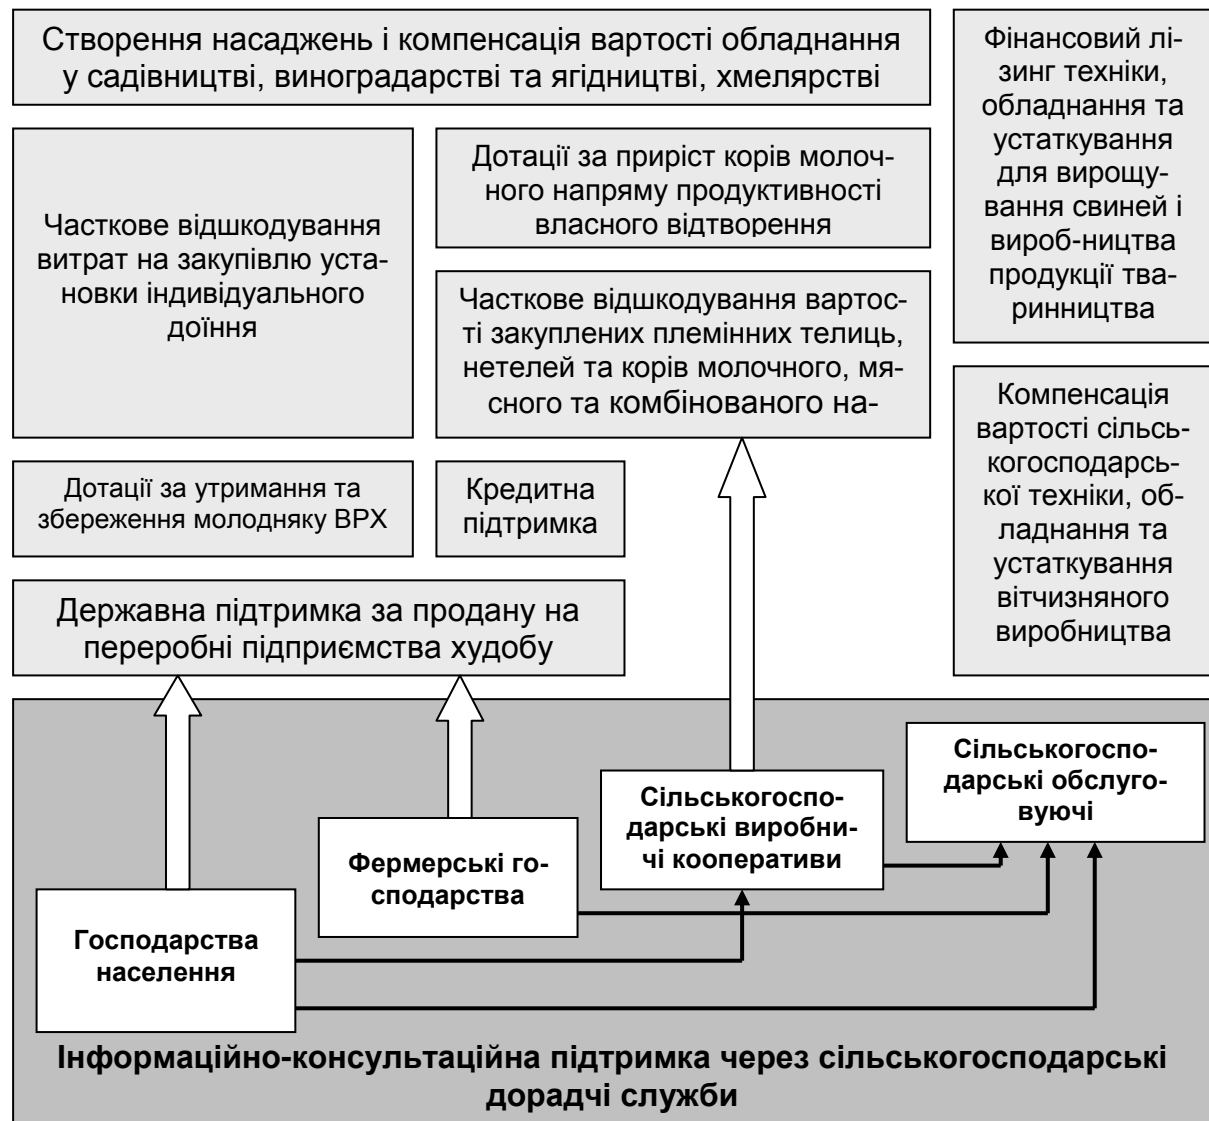 Створення насаджень і компенсація вартості обладнання
у садівництві, виноградарстві та ягідництві, хмелярстві
Фінансовий лі-
зинг техніки,
обладнання та
устаткування
для вирощу-
вання свиней і
вироб-ництва
продукції тва-
ринництва
Часткове відшкодування
витрат на закупівлю уста-
новки індивідуального
доїння
Дотації за приріст корів молоч-
ного напряму продуктивності
власного відтворення
Часткове відшкодування вартос-
ті закуплених племінних телиць,
нетелей та корів молочного, мя-
сного та комбінованого на-
Компенсація
вартості сільсь-
когосподарсь-
кої техніки, об-
ладнання та
устаткування
вітчизняного
виробництва
Дотації за утримання та
збереження молодняку ВРХ
Кредитна
підтримка
Державна підтримка за продану на
переробні підприємства худобу
Сільськогоспо-
дарські обслуго-
вуючі
Сільськогоспо-
дарські виробни-
чі кооперативи
Фермерські го-
сподарства
Господарства
населення
Інформаційно-консультаційна підтримка через сільськогосподарські
дорадчі служби